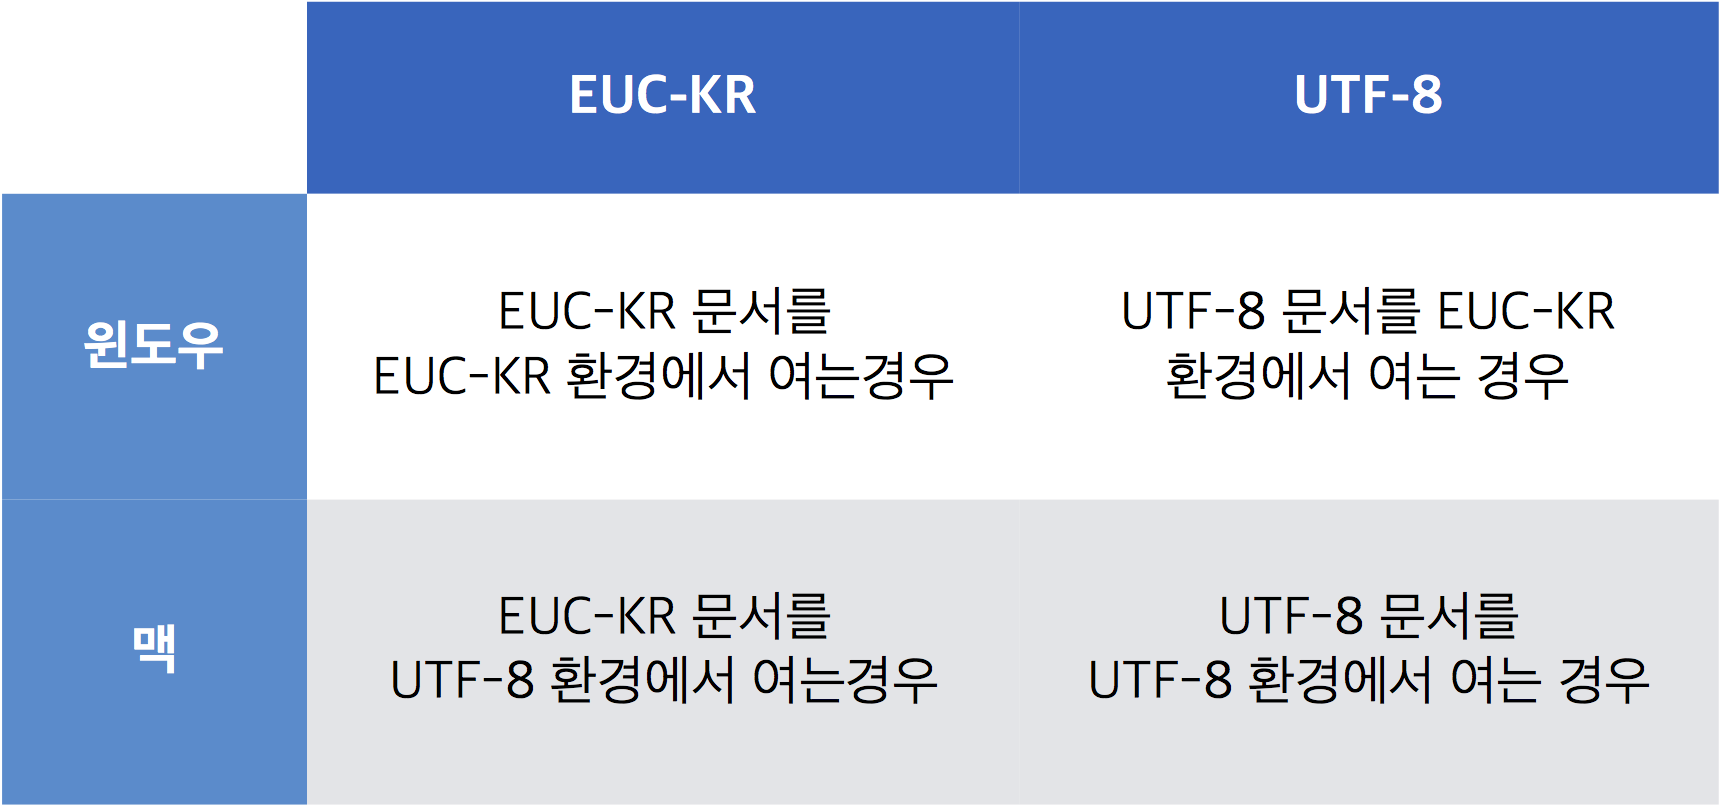 EUC-KR
UTF-8
윈도우
EUC-KR 문서를
EUC-KR 환경에서 여는경우
UTF-8 문서를 EUC-KR
환경에서 여는 경우
맥
EUC-KR 문서를
UTF-8 환경에서 여는경우
UTF-8 문서를
UTF-8 환경에서 여는 경우